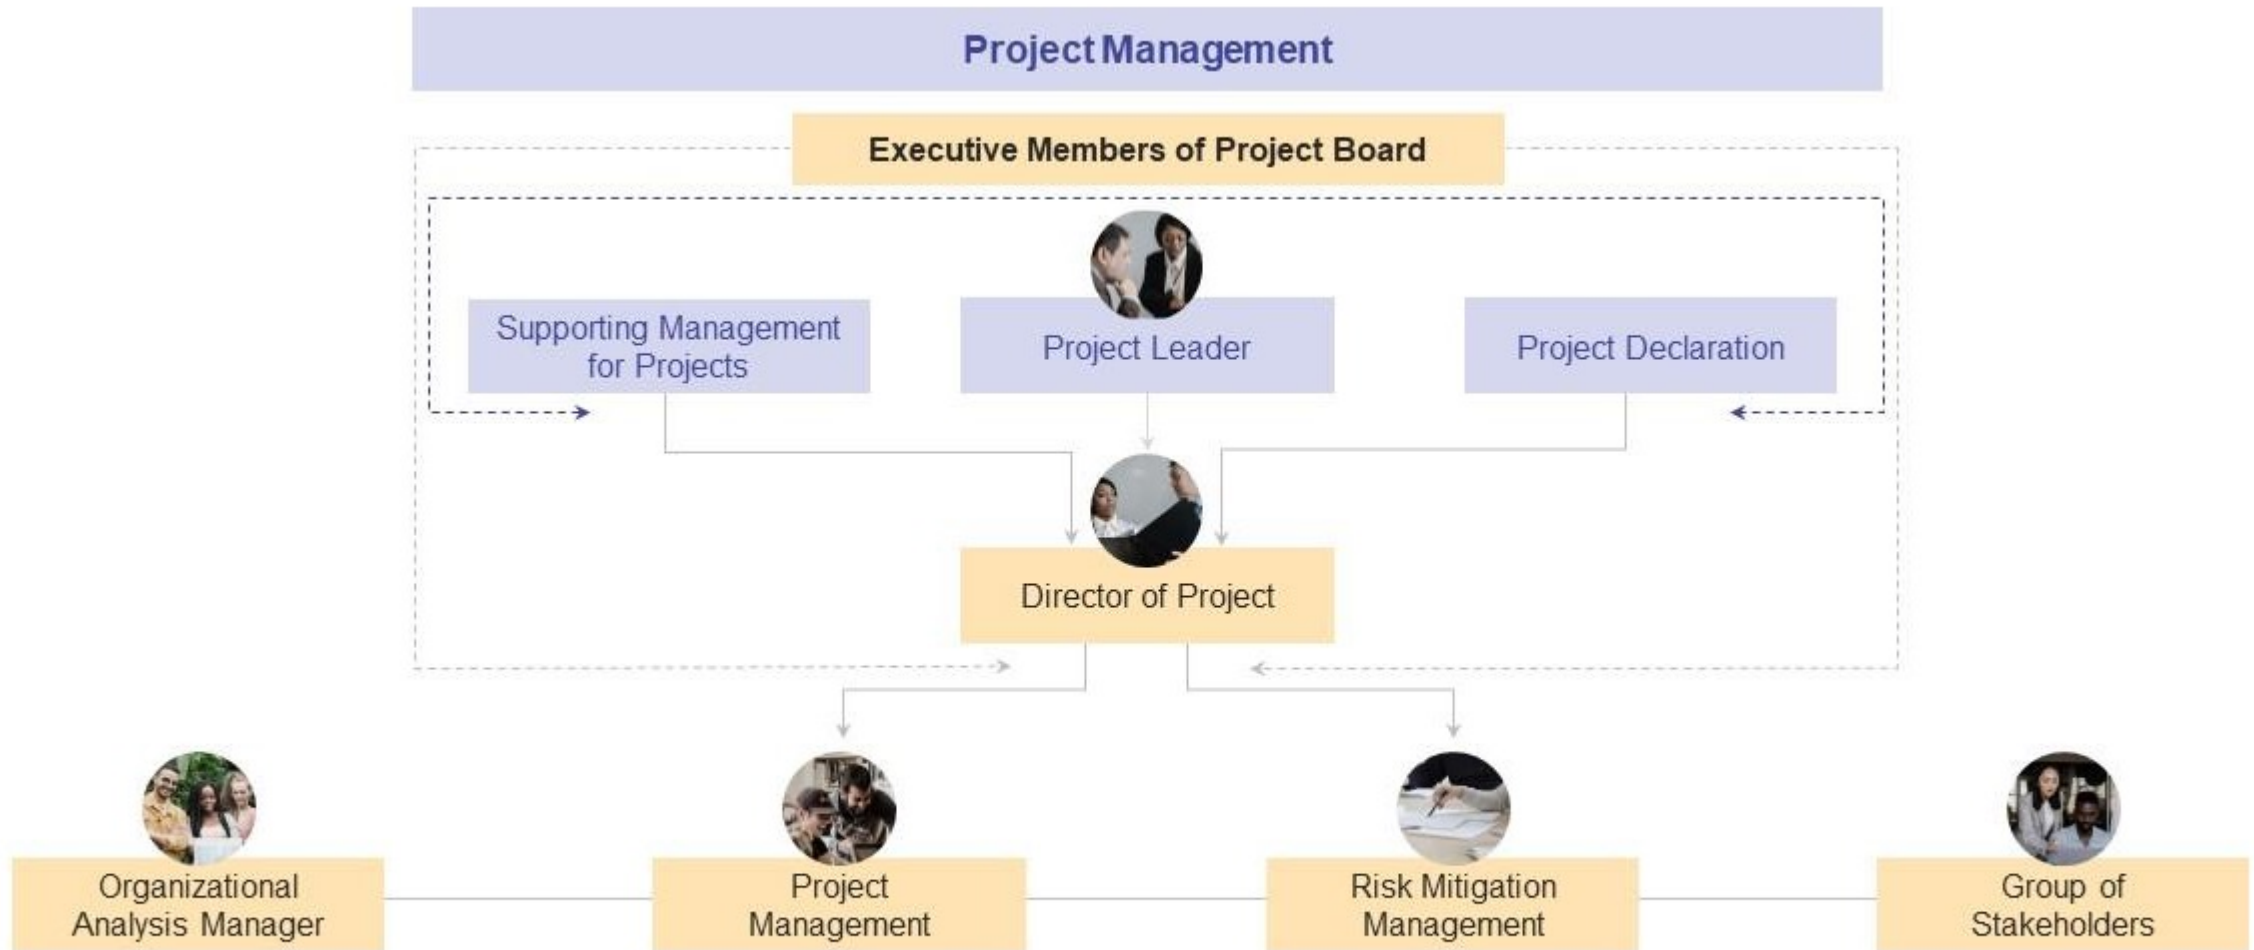 Project Management
Executive Members of Project Board
Supporting Management
for Projects
Project Leader
Project Declaration
Director of Project
Organizational
Analysis Manager
Project
Management
Risk Mitigation
Management
Group of
Stakeholders